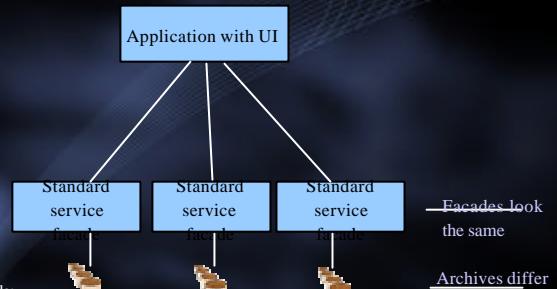 Application with UI
Standard
service
facade
Standard
service
facade
Standard
service
facade
Facades look
the same
Archives differ